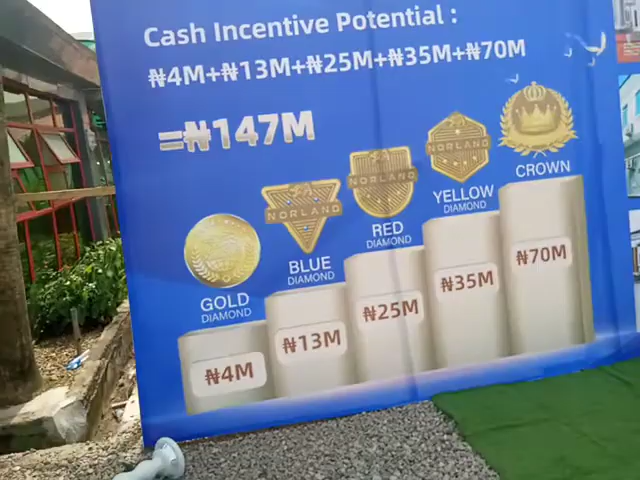 Cash Incentive Potential :
₦4M+₦13M+₦25M+₦35M+₦70M
=₦147M
CROWN
NORLAND
YELLOW
DIAMOND
NORLAND
RED
DIAMOND
NORLAND
BLUE
DIAMOND
GOLD
DIAMOND
₦4M
₦13M
₦25M
₦35M
₦70M